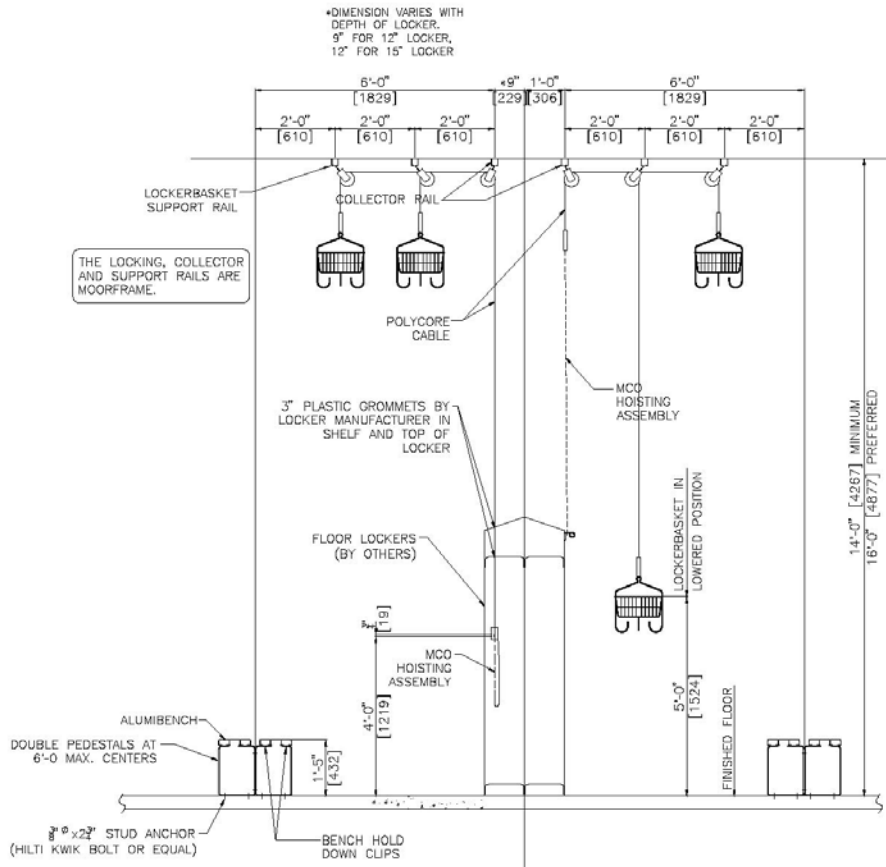 *DIMENSION VARIES WITH
DEPTH OF LOCKER.
9" FOR 12" LOCKER,
12" FOR 15" LOCKER
6'-0"
[1829]
*9"
[229]
1'-0"
[306]
6'-0"
[1829]
2'-0"
[610]
2'-0"
[610]
2'-0"
[610]
2'-0"
[610]
2'-0"
[610]
2'-0"
[610]
LOCKERBASKET
SUPPORT RAIL
COLLECTOR RAIL
THE LOCKING, COLLECTOR
AND SUPPORT RAILS ARE
MOORFRAME.
POLYCORE
CABLE
MCO
HOISTING
ASSEMBLY
3" PLASTIC GROMMETS BY
LOCKER MANUFACTURER IN
SHELF AND TOP OF
LOCKER
14'-0" [4267] MINIMUM
16'-0" [4877] PREFERRED
LOCKERBASKET IN
LOWERED POSITION
FLOOR LOCKERS
(BY OTHERS)
[19]
MCO
HOISTING
ASSEMBLY
4'-0"
[1219]
5'-0"
[1524]
FINISHED FLOOR
ALUMIBENCH
DOUBLE PEDESTALS AT
6'-0 MAX. CENTERS
1'-5"
[432]
STUD ANCHOR
(HILTI KWIK BOLT OR EQUAL)
BENCH HOLD
DOWN CLIPS